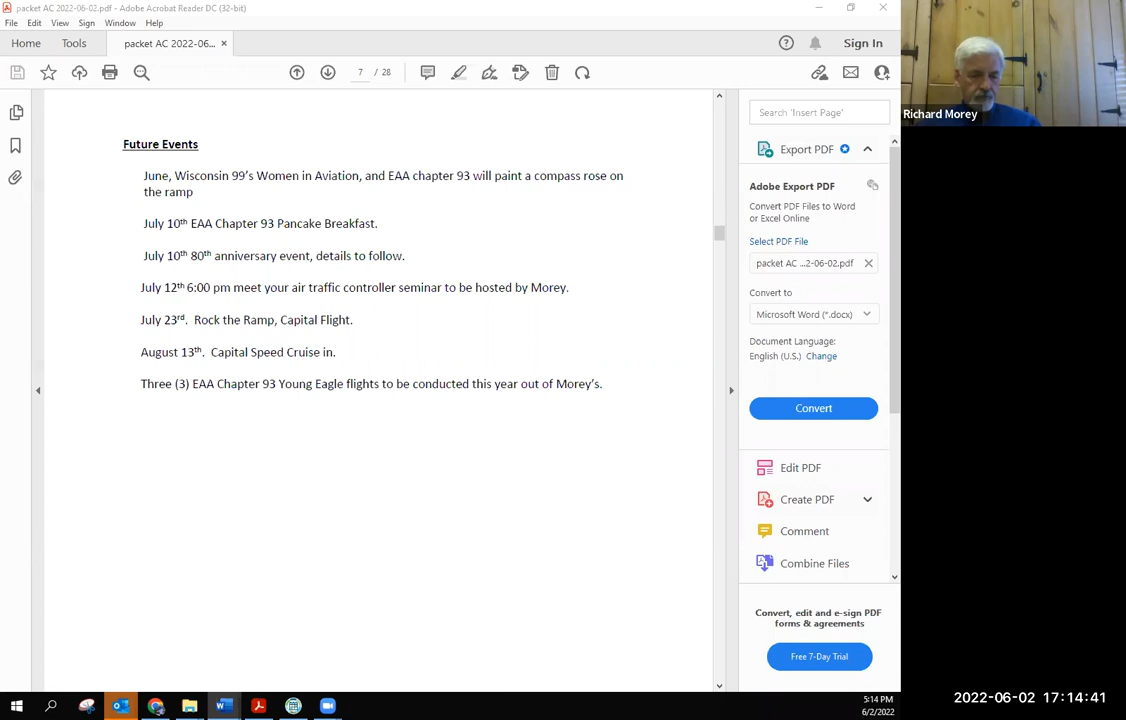 packet AC 2022-06-02.pdf - Adobe Acrobat Reader DC (32-bit)
File Edit View Sign Window Help
Home Tools packet AC 2022-06... × Sign In
7 / 28
Future Events
June, Wisconsin 99's Women in Aviation, and EAA chapter 93 will paint a compass rose on
the ramp
July 10th EAA Chapter 93 Pancake Breakfast.
July 10th 80th anniversary event, details to follow.
July 12th 6:00 pm meet your air traffic controller seminar to be hosted by Morey.
July 23rd. Rock the Ramp, Capital Flight.
August 13th. Capital Speed Cruise in.
Three (3) EAA Chapter 93 Young Eagle flights to be conducted this year out of Morey's.
Search 'Insert Page'
Export PDF
Adobe Export PDF
Convert PDF Files to Word
or Excel Online
Select PDF File
packet AC ...2-06-02.pdf
Convert to
Microsoft Word (*.docx)
Document Language:
English (U.S.) Change
Convert
Edit PDF
Create PDF
Comment
Combine Files
Convert, edit and e-sign PDF
forms & agreements
Free 7-Day Trial
Richard Morey
5:14 PM
6/2/2022
2022-06-02 17:14:41